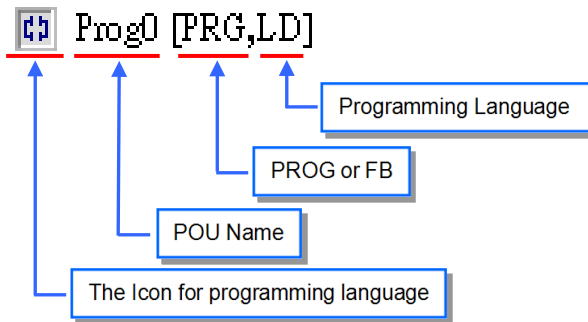 Prog0 [PRG,LD]
Programming Language
PROG or FB
POU Name
The Icon for programming language